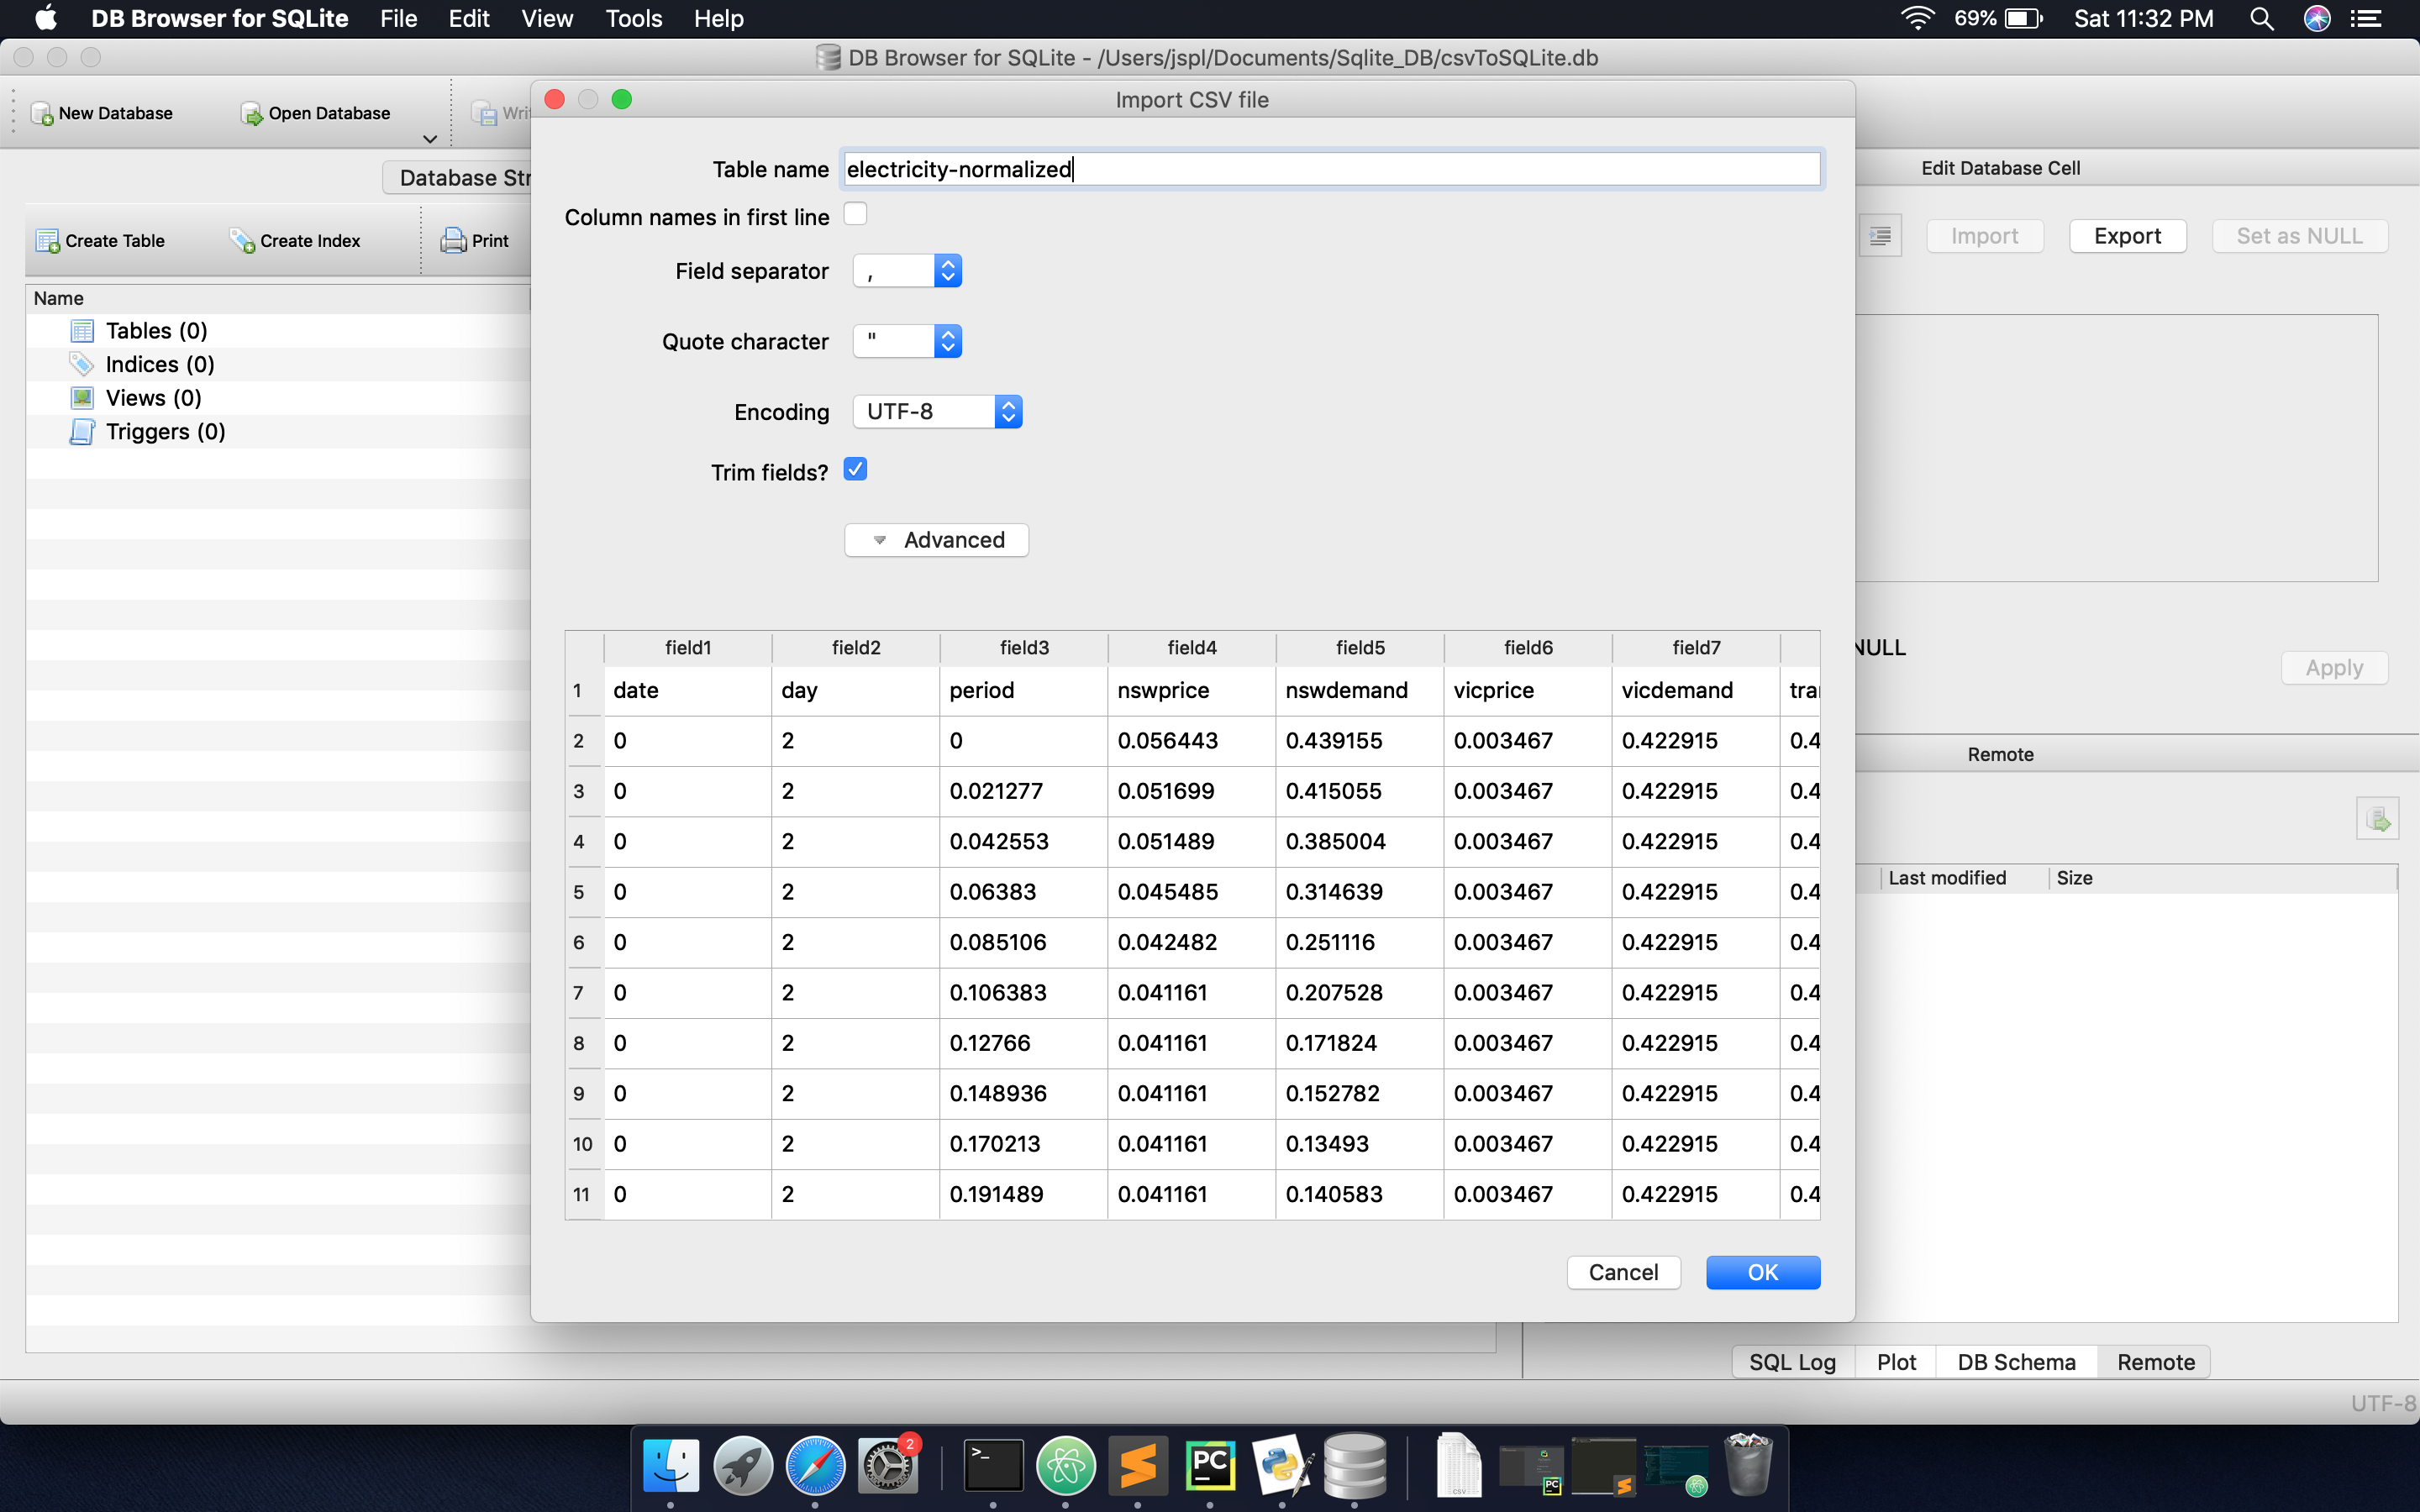 DB Browser for SQLite File Edit View Tools Help 69% Sat 11:32 PM
DB Browser for SQLite - /Users/jspl/Documents/Sqlite_DB/csvToSQLite.db
New Database Open Database
Import CSV file
Database Str
Create Table Create Index Print
Name
Tables (0)
Indices (0)
Views (0)
Triggers (0)
Table name electricity-normalized
Column names in first line
Field separator ,
Quote character "
Encoding UTF-8
Trim fields?
Advanced
field1 field2 field3 field4 field5 field6 field7
1 date day period nswprice nswdemand vicprice vicdemand tra
2 0 2 0 0.056443 0.439155 0.003467 0.422915 0.4
3 0 2 0.021277 0.051699 0.415055 0.003467 0.422915 0.4
4 0 2 0.042553 0.051489 0.385004 0.003467 0.422915 0.4
5 0 2 0.06383 0.045485 0.314639 0.003467 0.422915 0.4
6 0 2 0.085106 0.042482 0.251116 0.003467 0.422915 0.4
7 0 2 0.106383 0.041161 0.207528 0.003467 0.422915 0.4
8 0 2 0.12766 0.041161 0.171824 0.003467 0.422915 0.4
9 0 2 0.148936 0.041161 0.152782 0.003467 0.422915 0.4
10 0 2 0.170213 0.041161 0.13493 0.003467 0.422915 0.4
11 0 2 0.191489 0.041161 0.140583 0.003467 0.422915 0.4
Cancel OK
Edit Database Cell
Import Export Set as NULL
NULL
Apply
Remote
Last modified Size
SQL Log Plot DB Schema Remote
UTF-8
2
>_
PC
CSV
PC